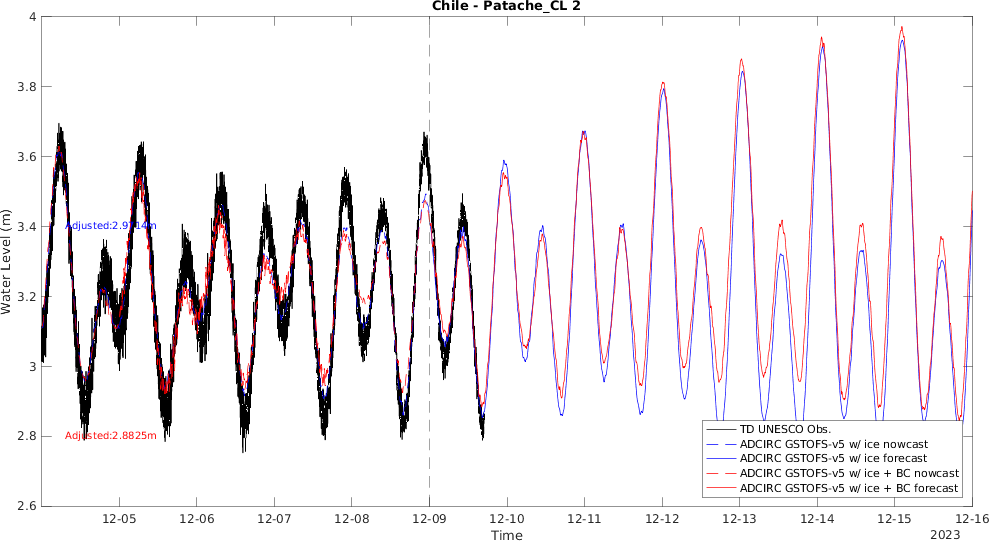 Chile - Patache_CL 2
Water Level (m)
4
3.8
3.6
3.4
3.2
3
2.8
2.6
Adjusted:2.9714m
Adjusted:2.8825m
TD UNESCO Obs.
ADCIRC GSTOFS-v5 w/ ice nowcast
ADCIRC GSTOFS-v5 w/ ice forecast
ADCIRC GSTOFS-v5 w/ ice + BC nowcast
ADCIRC GSTOFS-v5 w/ ice + BC forecast
12-05 12-06 12-07 12-08 12-09 12-10 12-11 12-12 12-13 12-14 12-15 12-16
Time
2023